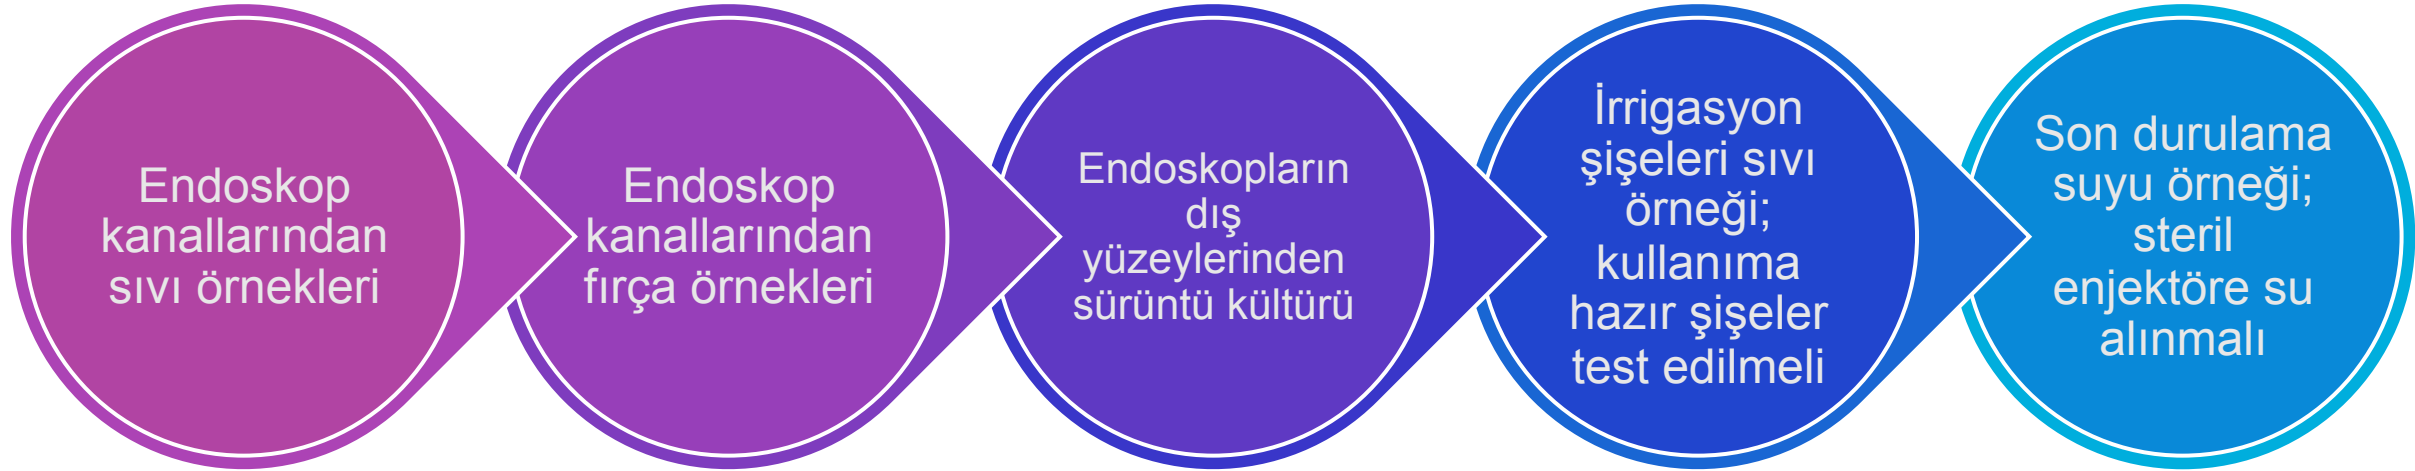 Endoskop
kanallarından
sıvı örnekleri
Endoskop
kanallarından
fırça örnekleri
Endoskopların
dış
yüzeylerinden
sürüntü kültürü
İrrigasyon
şişeleri sıvı
örneği;
kullanıma
hazır şişeler
test edilmeli
Son durulama
suyu örneği;
steril
enjektöre su
alınmalı